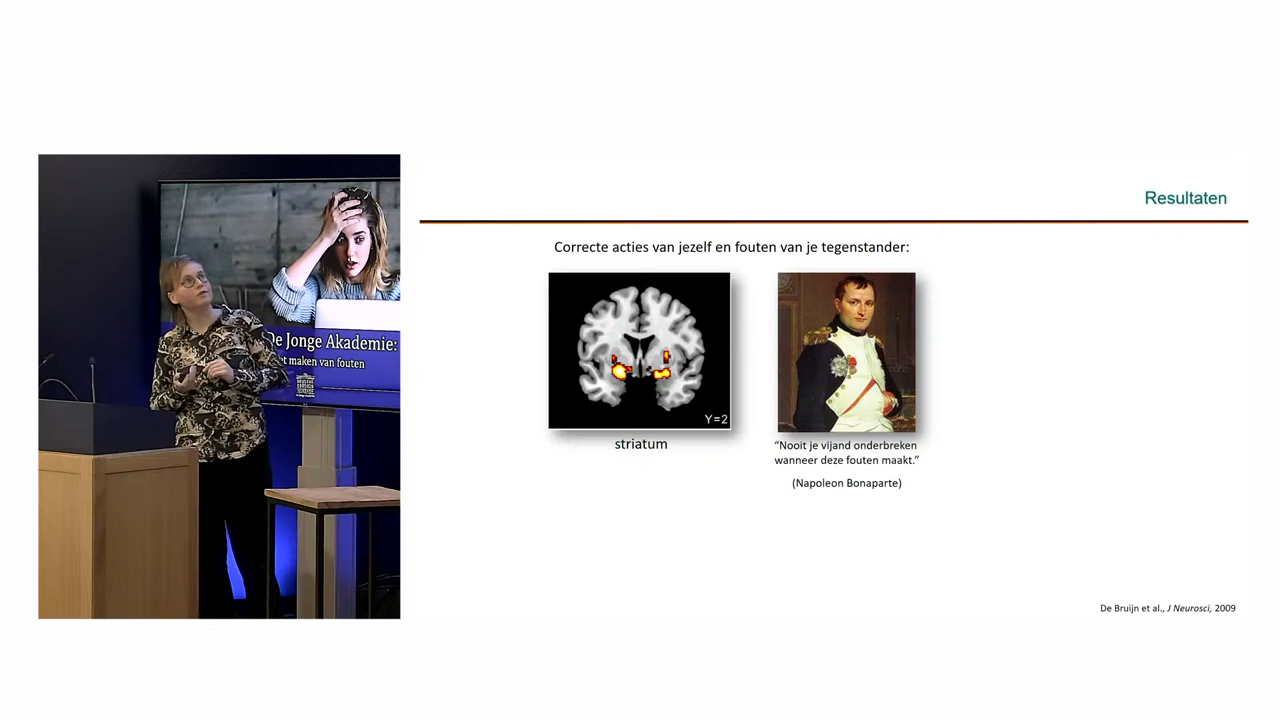 De Jonge Akademie:
maken van fouten
Resultaten
Correcte acties van jezelf en fouten van je tegenstander:
Y=2
striatum
“Nooit je vijand onderbreken
wanneer deze fouten maakt.”
(Napoleon Bonaparte)
De Bruijn et al., J Neurosci, 2009